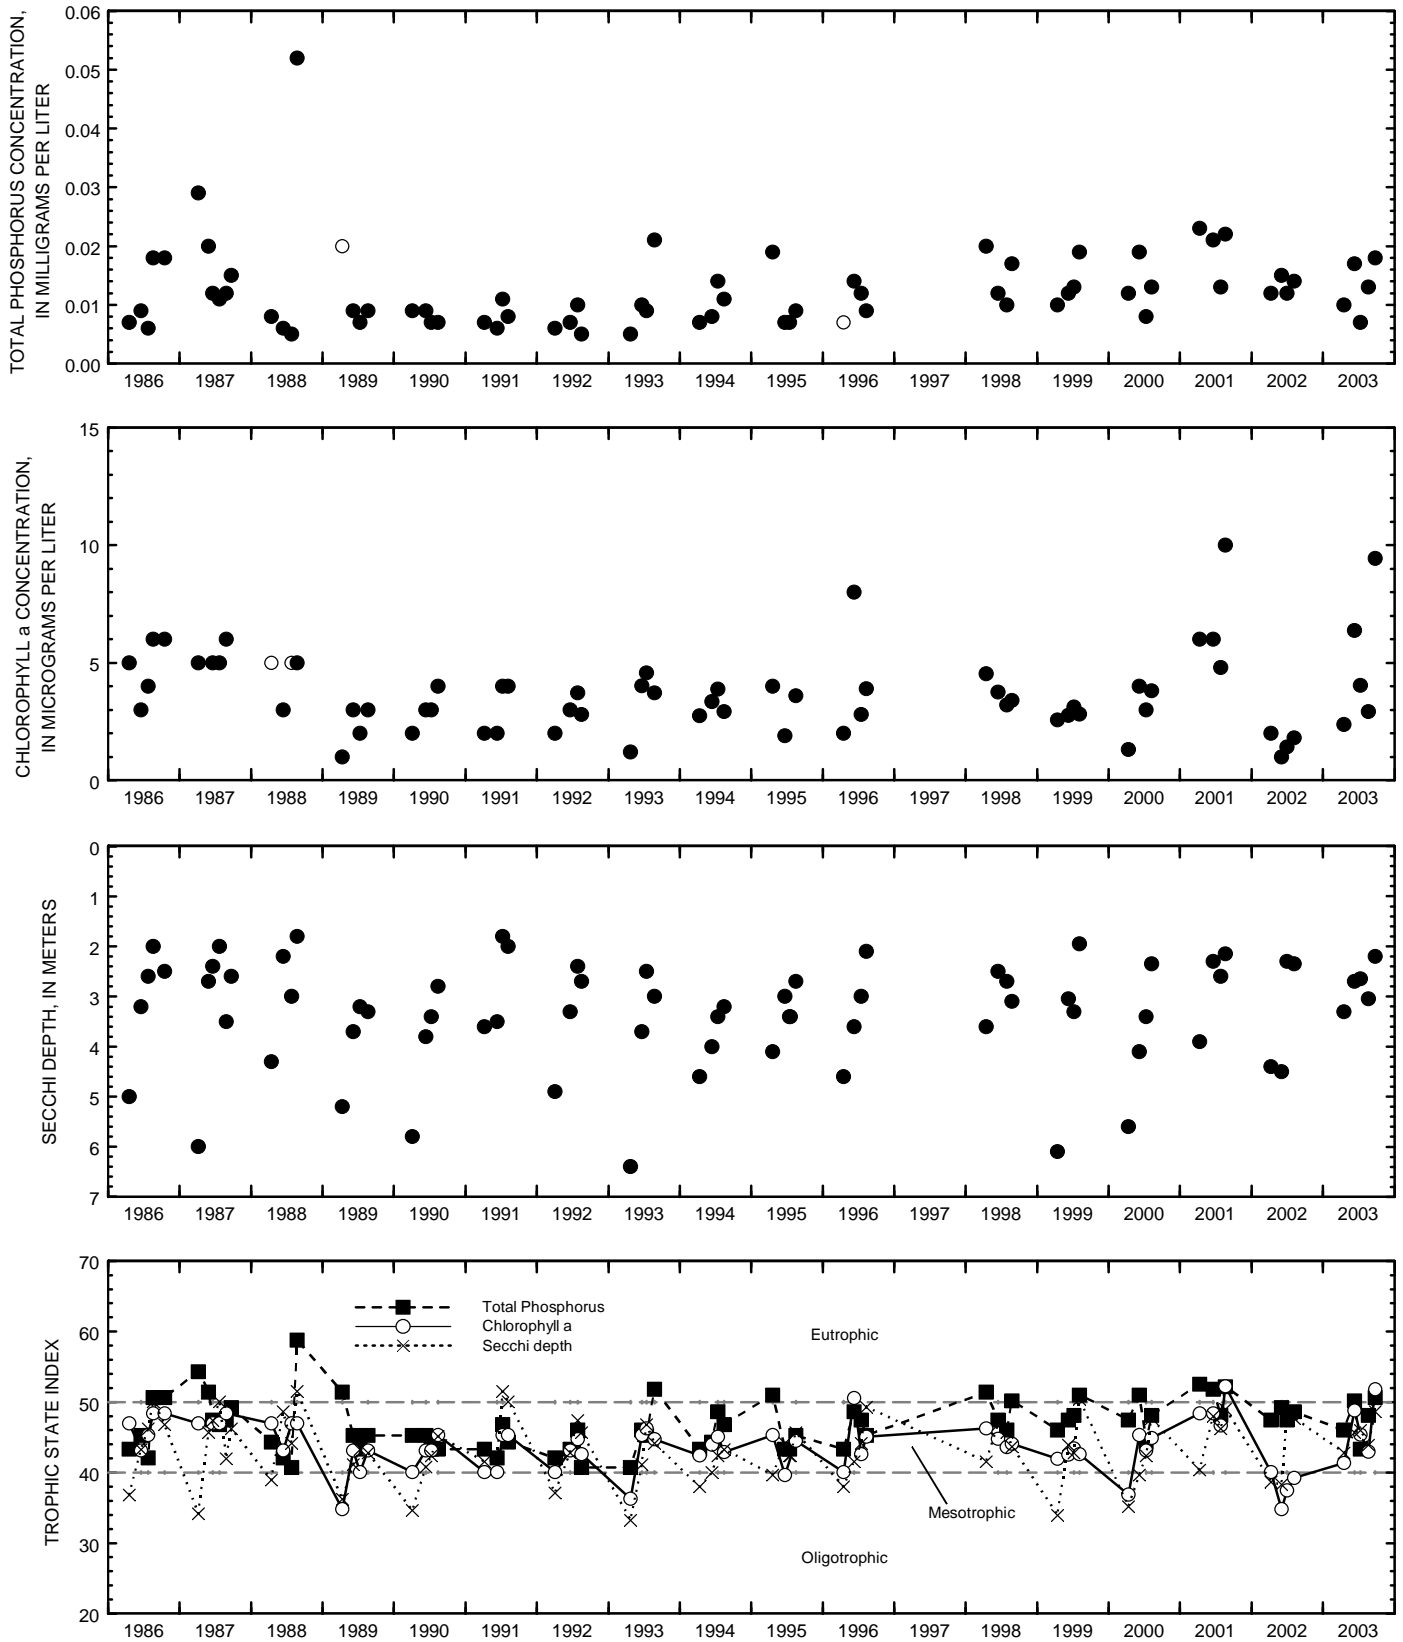 TOTAL PHOSPHORUS CONCENTRATION,
IN MILLIGRAMS PER LITER
0.06
0.05
0.04
0.03
0.02
0.01
0.00
1986 1987 1988 1989 1990 1991 1992 1993 1994 1995 1996 1997 1998 1999 2000 2001 2002 2003
CHLOROPHYLL a CONCENTRATION,
IN MICROGRAMS PER LITER
15
10
5
0
1986 1987 1988 1989 1990 1991 1992 1993 1994 1995 1996 1997 1998 1999 2000 2001 2002 2003
SECCHI DEPTH, IN METERS
0
1
2
3
4
5
6
7
1986 1987 1988 1989 1990 1991 1992 1993 1994 1995 1996 1997 1998 1999 2000 2001 2002 2003
TROPHIC STATE INDEX
70
60
50
40
30
20
Total Phosphorus
Chlorophyll a
Secchi depth
Eutrophic
Mesotrophic
Oligotrophic
1986 1987 1988 1989 1990 1991 1992 1993 1994 1995 1996 1997 1998 1999 2000 2001 2002 2003